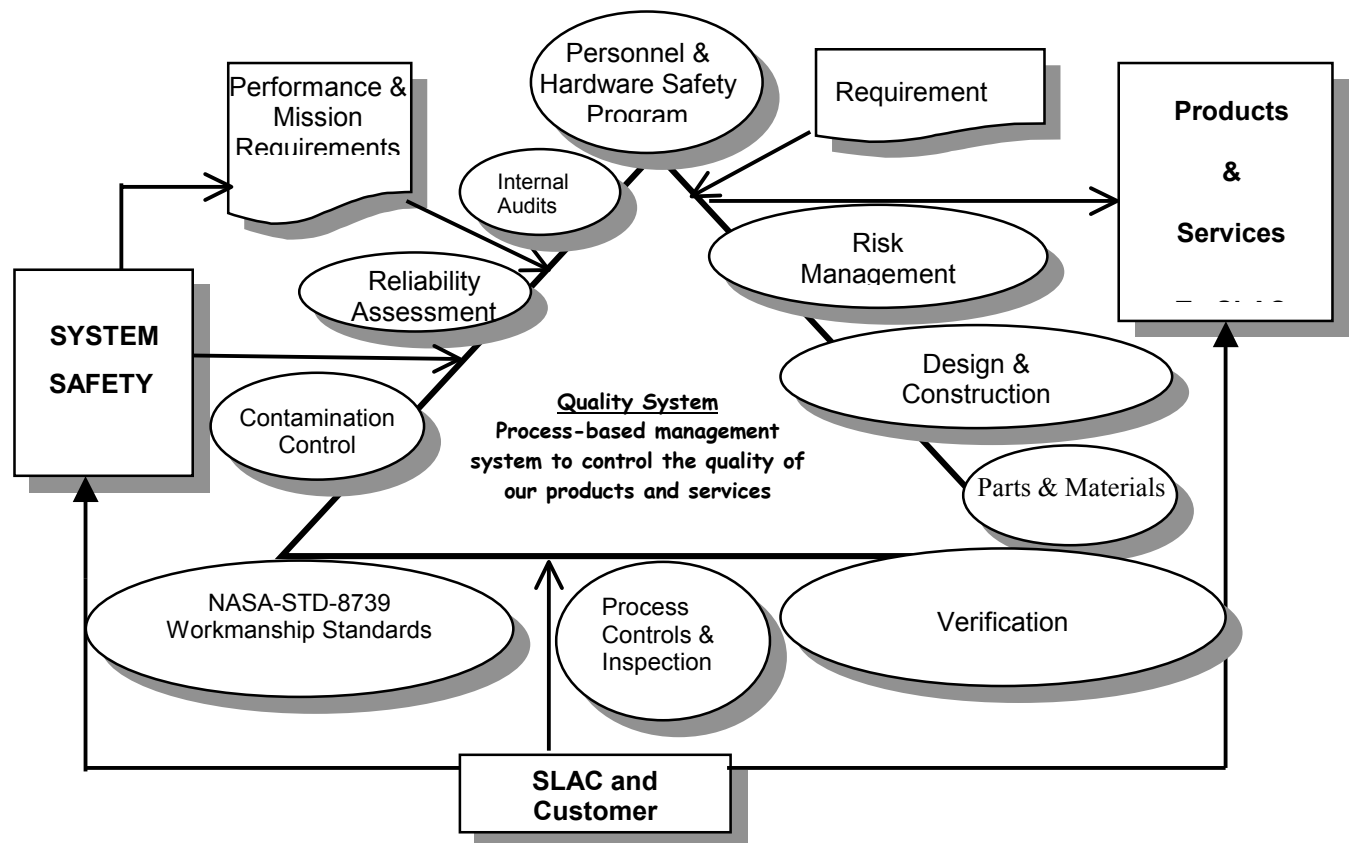 Personnel &
Hardware Safety
Program
Performance &
Mission
Requirements
Requirement
Products
&
Services
Internal
Audits
Risk
Management
Reliability
Assessment
SYSTEM
SAFETY
Design &
Construction
Contamination
Control
Quality System
Process-based management
system to control the quality of
our products and services
Parts & Materials
NASA-STD-8739
Workmanship Standards
Process
Controls &
Inspection
Verification
SLAC and
Customer